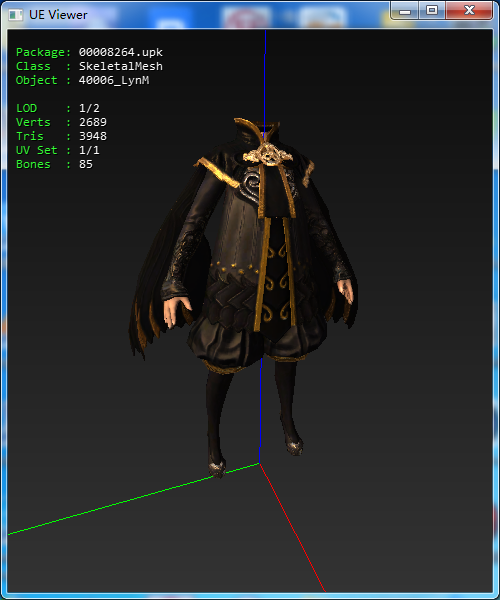 UE Viewer
Package: 00008264.upk
Class : SkeletalMesh
Object : 40006_LynM
LOD : 1/2
Verts : 2689
Tris : 3948
UV Set : 1/1
Bones : 85